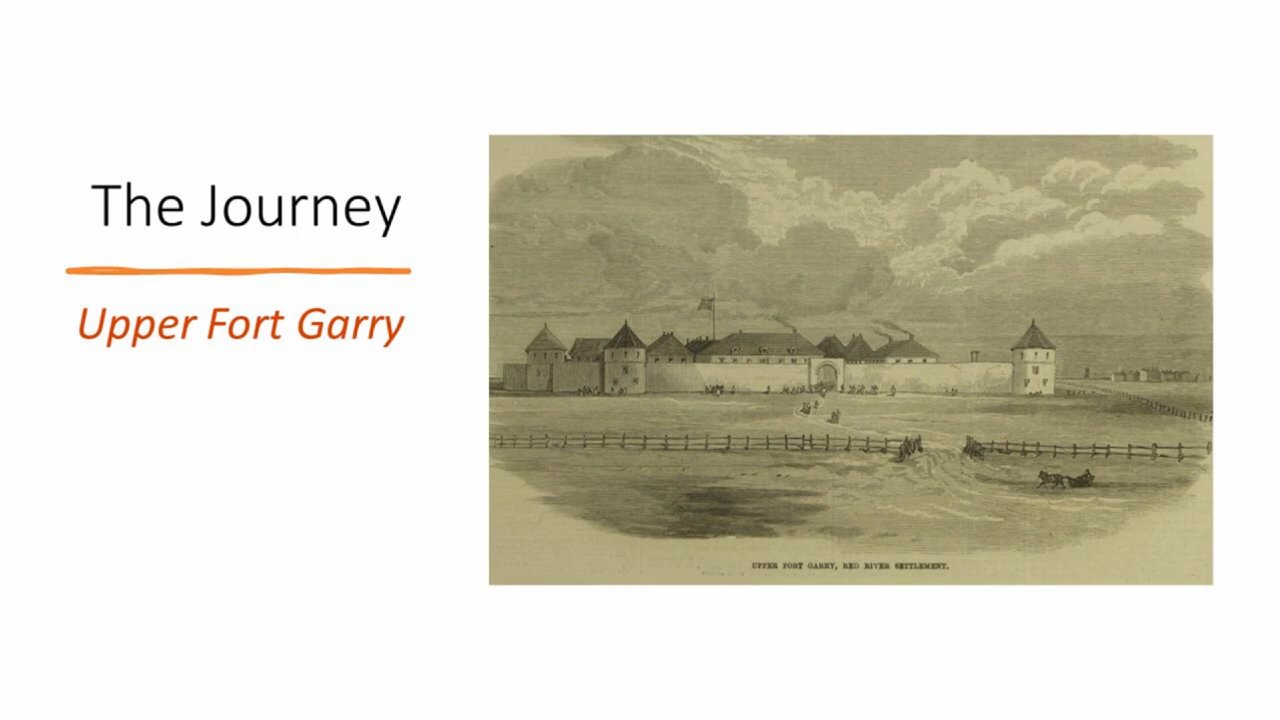 The Journey
Upper Fort Garry
UPPER FORT GARRY, RED RIVER SETTLEMENT.